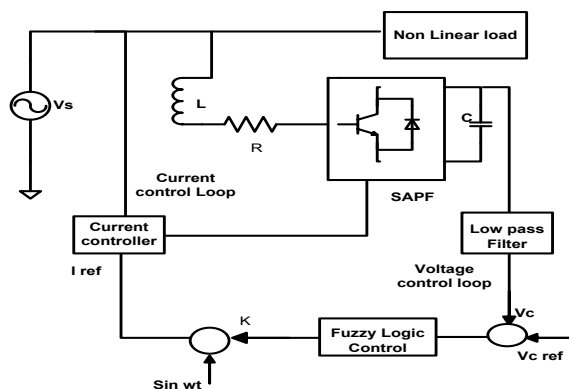 Non Linear load
Vs
L
R
C
SAPF
Current
control Loop
Current
controller
Low pass
Filter
I ref
Voltage
control loop
Vc
K
Fuzzy Logic
Control
Vc ref
Sin wt